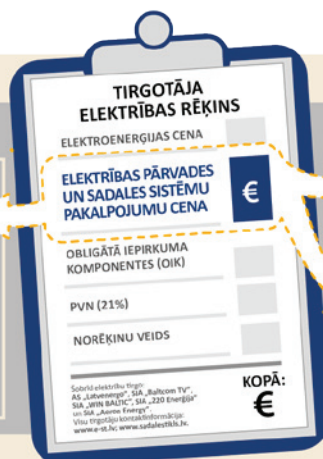 TIRGOTĀJA
ELEKTRĪBAS RĒĶINS
ELEKTROENERĢIJAS CENA
ELEKTRĪBAS PĀRVADES
UN SADALES SISTĒMU
PAKALPOJUMU CENA
€
OBLIGĀTĀ IEPIRKUMA
KOMPONENTES (OIK)
PVN (21%)
NORĒĶINU VEIDS
Šobrīd elektrību tirgo:
AS „Latvenergo”, SIA „Baltcom TV”,
SIA „WIN BALTIC”, SIA „220 Enerģija”
un SIA „Aeron Energy”.
Visu tirgotāju kontaktinformācija:
www.e-st.lv; www.sadalestikls.lv.
KOPĀ:
€